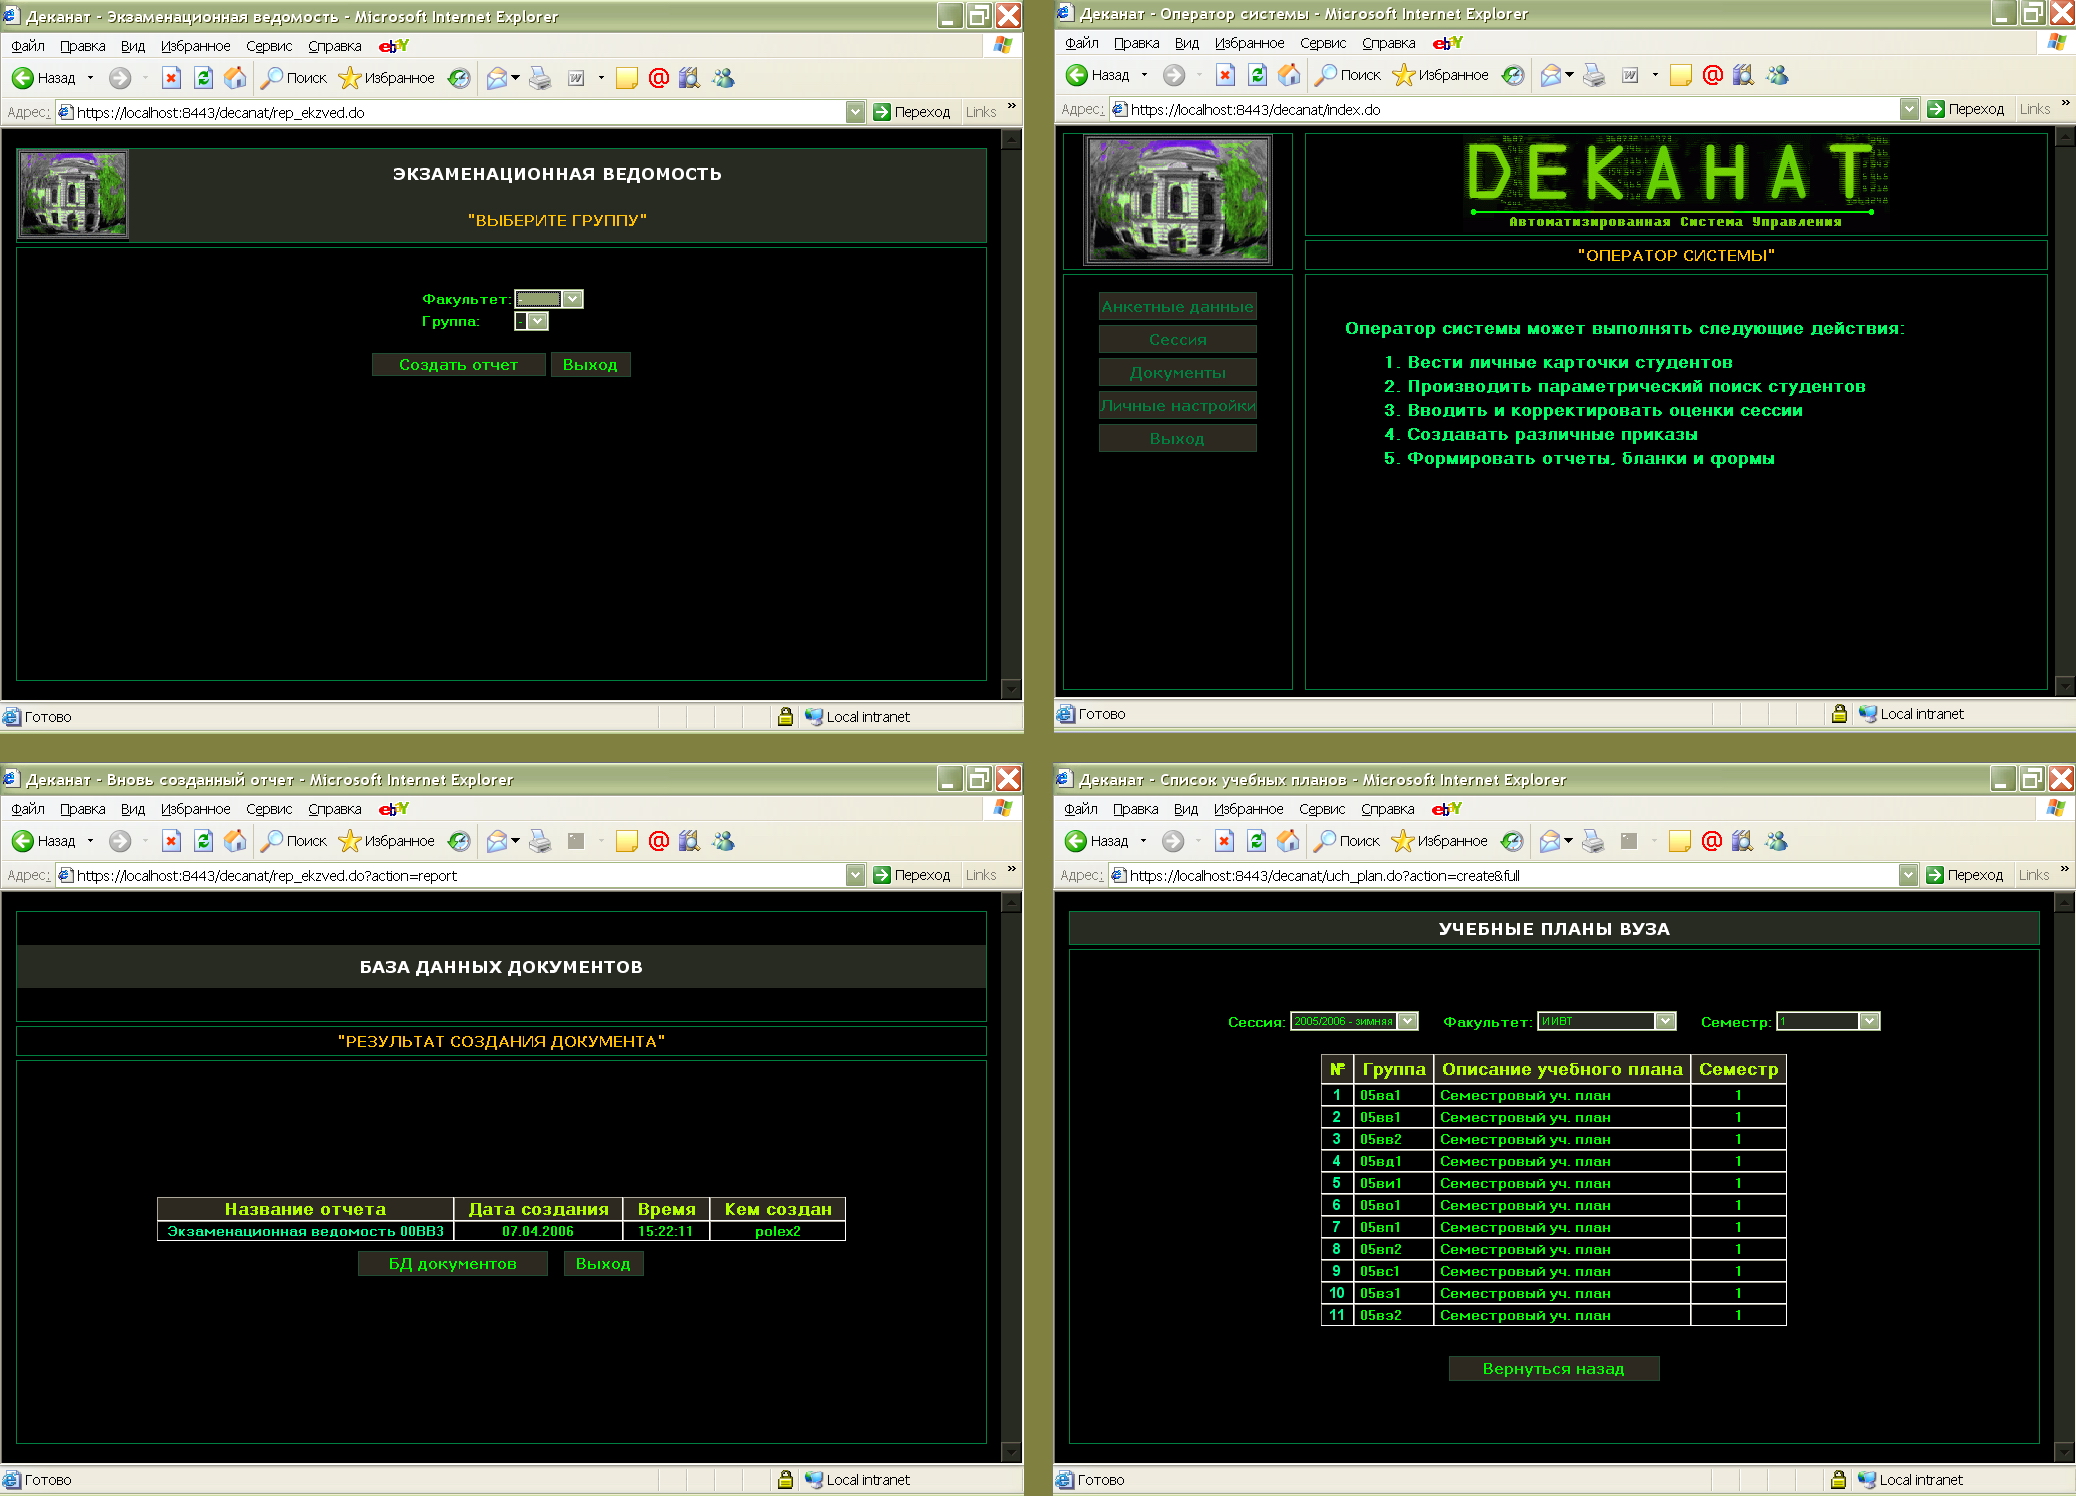 Деканат - Экзаменационная ведомость - Microsoft Internet Explorer
Файл Правка Вид Избранное Сервис Справка ebY
Назад Поиск Избранное
Адрес: https://localhost:8443/decanat/rep_ekzved.do Переход Links »
ЭКЗАМЕНАЦИОННАЯ ВЕДОМОСТЬ
"ВЫБЕРИТЕ ГРУППУ"
Факультет: -
Группа: -
Создать отчет Выход
Готово Local intranet
Деканат - Оператор системы - Microsoft Internet Explorer
Файл Правка Вид Избранное Сервис Справка ebY
Назад Поиск Избранное
Адрес: https://localhost:8443/decanat/index.do Переход Links »
DEKAHAT
Автоматизированная Система Управления
"ОПЕРАТОР СИСТЕМЫ"
Анкетные данные
Сессия
Документы
Личные настройки
Выход
Оператор системы может выполнять следующие действия:
1. Вести личные карточки студентов
2. Производить параметрический поиск студентов
3. Вводить и корректировать оценки сессии
4. Создавать различные приказы
5. Формировать отчеты, бланки и формы
Готово Local intranet
Деканат - Вновь созданный отчет - Microsoft Internet Explorer
Файл Правка Вид Избранное Сервис Справка ebY
Назад Поиск Избранное
Адрес: https://localhost:8443/decanat/rep_ekzved.do?action=report Переход Links »
БАЗА ДАННЫХ ДОКУМЕНТОВ
"РЕЗУЛЬТАТ СОЗДАНИЯ ДОКУМЕНТА"
Название отчета Дата создания Время Кем создан
Экзаменационная ведомость 00ВВ3 07.04.2006 15:22:11 polex2
БД документов Выход
Готово Local intranet
Деканат - Список учебных планов - Microsoft Internet Explorer
Файл Правка Вид Избранное Сервис Справка ebY
Назад Поиск Избранное
Адрес: https://localhost:8443/decanat/uch_plan.do?action=create&full Переход Links »
УЧЕБНЫЕ ПЛАНЫ ВУЗА
Сессия: 2005/2006 - зимняя Факультет: ИИВТ Семестр: 1
№ Группа Описание учебного плана Семестр
1 05ва1 Семестровый уч. план 1
2 05вв1 Семестровый уч. план 1
3 05вв2 Семестровый уч. план 1
4 05вд1 Семестровый уч. план 1
5 05ви1 Семестровый уч. план 1
6 05во1 Семестровый уч. план 1
7 05вп1 Семестровый уч. план 1
8 05вп2 Семестровый уч. план 1
9 05вс1 Семестровый уч. план 1
10 05вэ1 Семестровый уч. план 1
11 05вэ2 Семестровый уч. план 1
Вернуться назад
Готово Local intranet